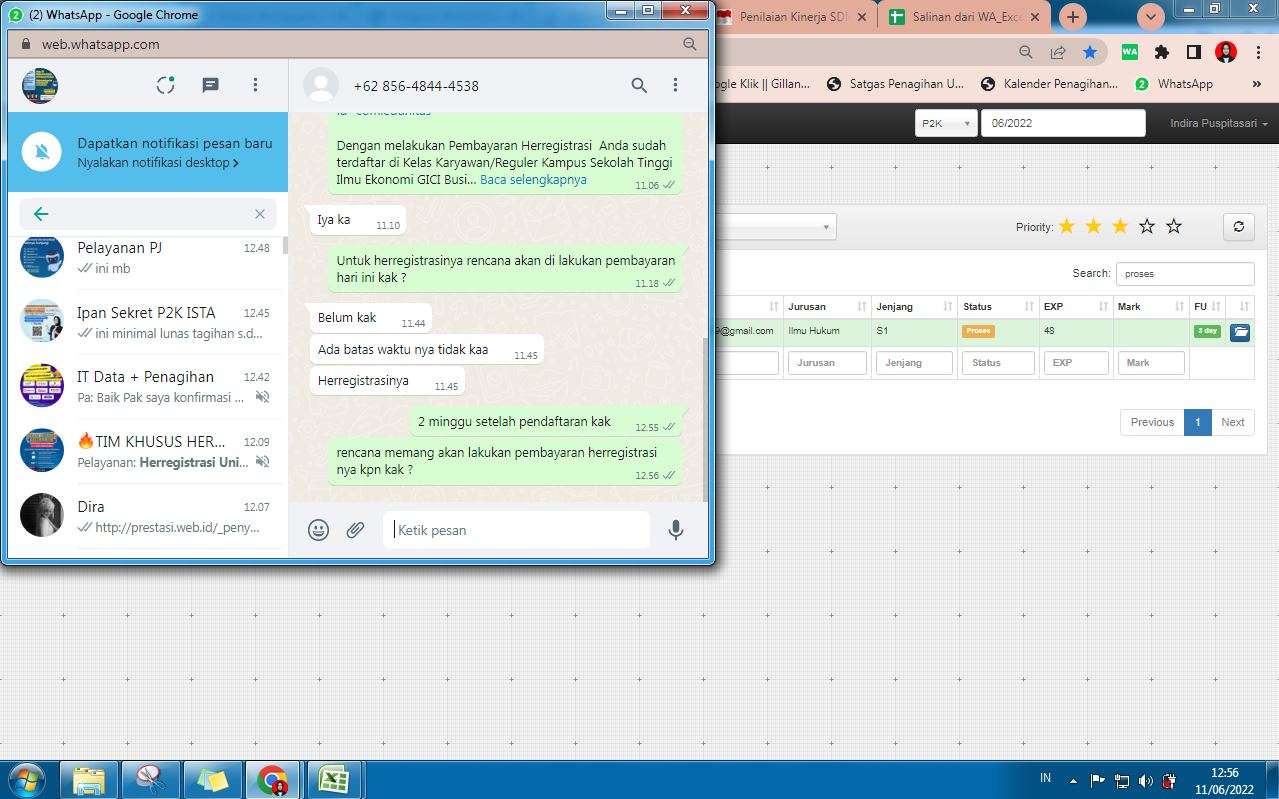 (2) WhatsApp - Google Chrome
web.whatsapp.com
Dapatkan notifikasi pesan baru
Nyalakan notifikasi desktop
Pelayanan PJ 12.48
ini mb
Ipan Sekret P2K ISTA 12.45
ini minimal lunas tagihan s.d...
IT Data + Penagihan 12.42
Pa: Baik Pak saya konfirmasi ...
🔥TIM KHUSUS HER... 12.09
Pelayanan: Herregistrasi Uni...
Dira 12.07
http://prestasi.web.id/_peny...
+62 856-4844-4538
Dengan melakukan Pembayaran Herregistrasi Anda sudah
terdaftar di Kelas Karyawan/Reguler Kampus Sekolah Tinggi
Ilmu Ekonomi GICI Busi... Baca selengkapnya
11.06
Iya ka 11.10
Untuk herregistrasinya rencana akan di lakukan pembayaran
hari ini kak ?
11.18
Belum kak 11.44
Ada batas waktu nya tidak kaa 11.45
Herregistrasinya 11.45
2 minggu setelah pendaftaran kak 12.55
rencana memang akan lakukan pembayaran herregistrasi
nya kpn kak ?
12.56
Ketik pesan
Penilaian Kinerja SDI
Salinan dari WA_Exce
WA
gle Klik || Gillan...
Satgas Penagihan U...
Kalender Penagihan...
2 WhatsApp
»
P2K
06/2022
Indira Puspitasari
Priority:
Search: proses
Jurusan Jenjang Status EXP Mark FU
9@gmail.com Ilmu Hukum S1 Proses 48 3 day
Jurusan Jenjang Status EXP Mark
Previous 1 Next
IN
12:56
11/06/2022